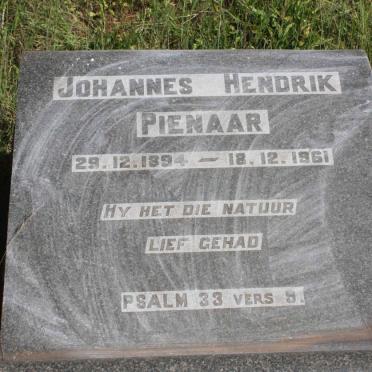 JOHANNES HENDRIK
PIENAAR
29.12.1894 — 18.12.1961
HY HET DIE NATUUR
LIEF GEHAD
PSALM 33 VERS 5.